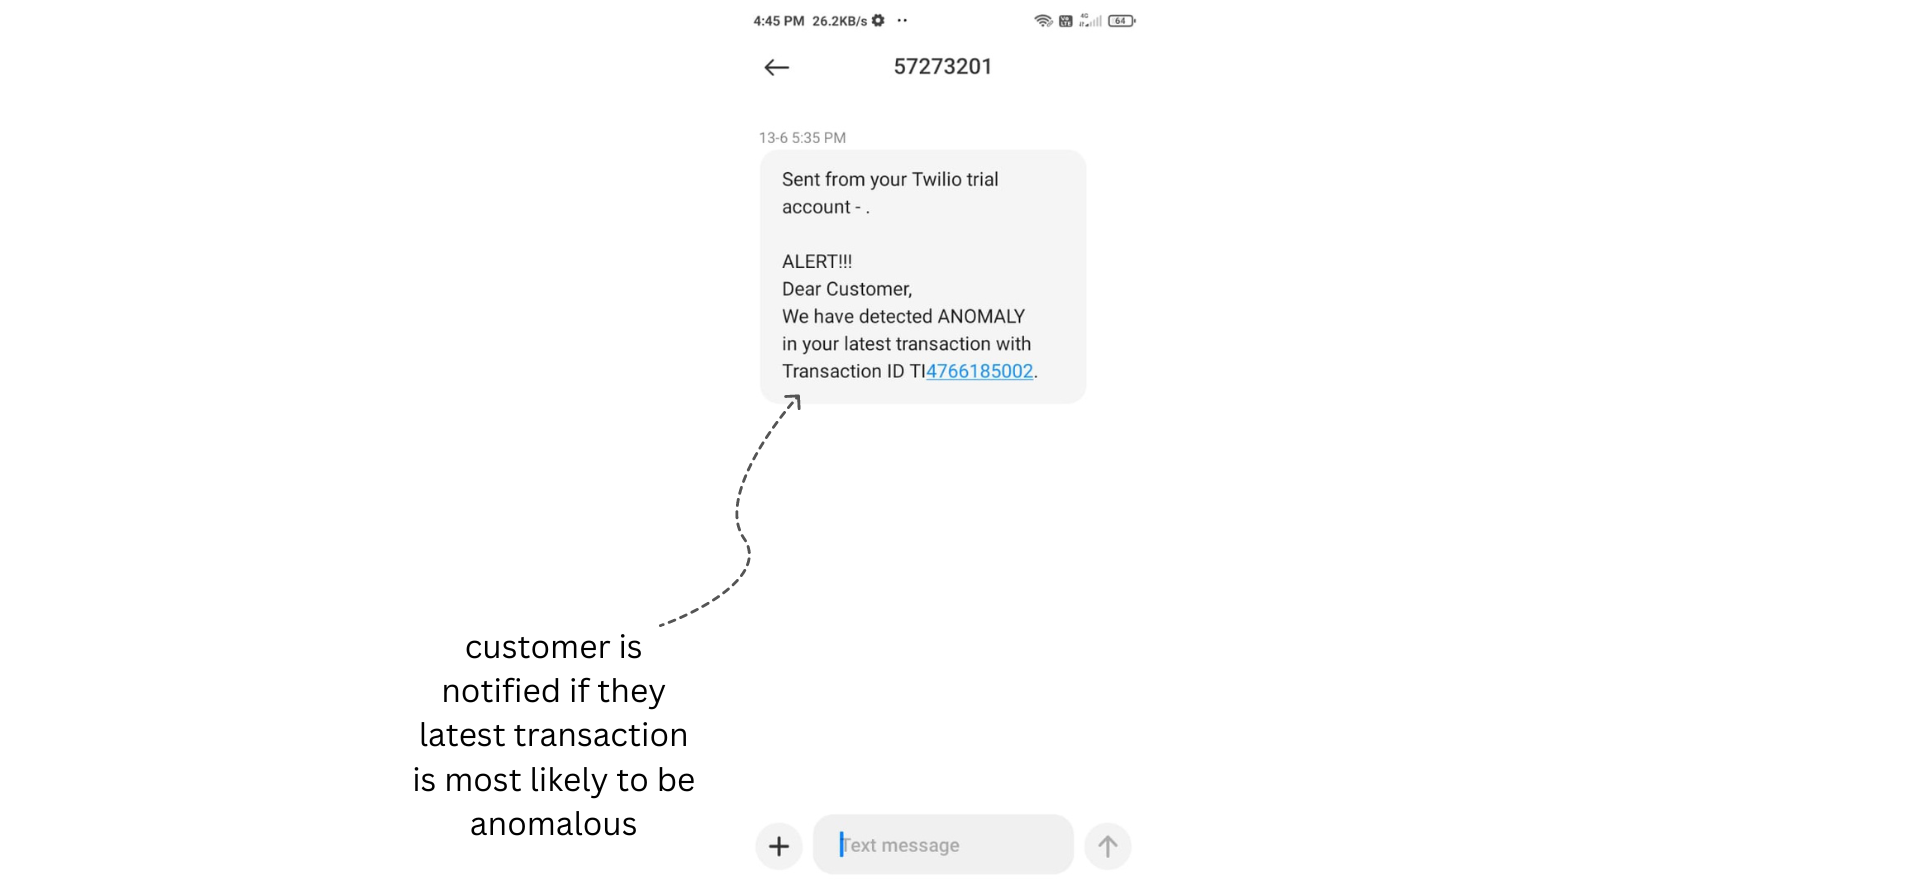 4:45 PM 26.2KB/s
64
57273201
13-6 5:35 PM
Sent from your Twilio trial
account - .
ALERT!!!
Dear Customer,
We have detected ANOMALY
in your latest transaction with
Transaction ID TI4766185002.
customer is
notified if they
latest transaction
is most likely to be
anomalous
Text message